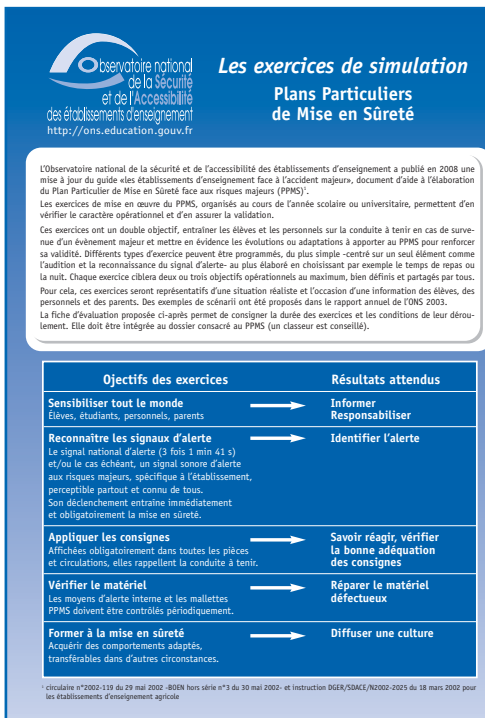 Observatoire national
de la Sécurité
et de l'Accessibilité
des établissements d'enseignement
http://ons.education.gouv.fr
Les exercices de simulation
Plans Particuliers
de Mise en Sûreté
L'Observatoire national de la sécurité et de l'accessibilité des établissements d'enseignement a publié en 2008 une
mise à jour du guide «les établissements d'enseignement face à l'accident majeur», document d'aide à l'élaboration
du Plan Particulier de Mise en Sûreté face aux risques majeurs (PPMS)¹.
Les exercices de mise en œuvre du PPMS, organisés au cours de l'année scolaire ou universitaire, permettent d'en
vérifier le caractère opérationnel et d'en assurer la validation.
Ces exercices ont un double objectif, entraîner les élèves et les personnels sur la conduite à tenir en cas de surve-
nue d'un évènement majeur et mettre en évidence les évolutions ou adaptations à apporter au PPMS pour renforcer
sa validité. Différents types d'exercice peuvent être programmés, du plus simple -centré sur un seul élément comme
l'audition et la reconnaissance du signal d'alerte- au plus élaboré en choisissant par exemple le temps de repas ou
la nuit. Chaque exercice ciblera deux ou trois objectifs opérationnels au maximum, bien définis et partagés par tous.
Pour cela, ces exercices seront représentatifs d'une situation réaliste et l'occasion d'une information des élèves, des
personnels et des parents. Des exemples de scénarii ont été proposés dans le rapport annuel de l'ONS 2003.
La fiche d'évaluation proposée ci-après permet de consigner la durée des exercices et les conditions de leur dérou-
lement. Elle doit être intégrée au dossier consacré au PPMS (un classeur est conseillé).
Objectifs des exercices
Résultats attendus
Sensibiliser tout le monde
Élèves, étudiants, personnels, parents
Informer
Responsabiliser
Reconnaître les signaux d'alerte
Le signal national d'alerte (3 fois 1 min 41 s)
et/ou le cas échéant, un signal sonore d'alerte
aux risques majeurs, spécifique à l'établissement,
perceptible partout et connu de tous.
Son déclenchement entraîne immédiatement
et obligatoirement la mise en sûreté.
Identifier l'alerte
Appliquer les consignes
Affichées obligatoirement dans toutes les pièces
et circulations, elles rappellent la conduite à tenir.
Savoir réagir, vérifier
la bonne adéquation
des consignes
Vérifier le matériel
Les moyens d'alerte interne et les mallettes
PPMS doivent être contrôlés périodiquement.
Réparer le matériel
défectueux
Former à la mise en sûreté
Acquérir des comportements adaptés,
transférables dans d'autres circonstances.
Diffuser une culture
¹ circulaire n°2002-119 du 29 mai 2002 -BOEN hors série n°3 du 30 mai 2002- et instruction DGER/SDACE/N2002-2025 du 18 mars 2002 pour
les établissements d'enseignement agricole